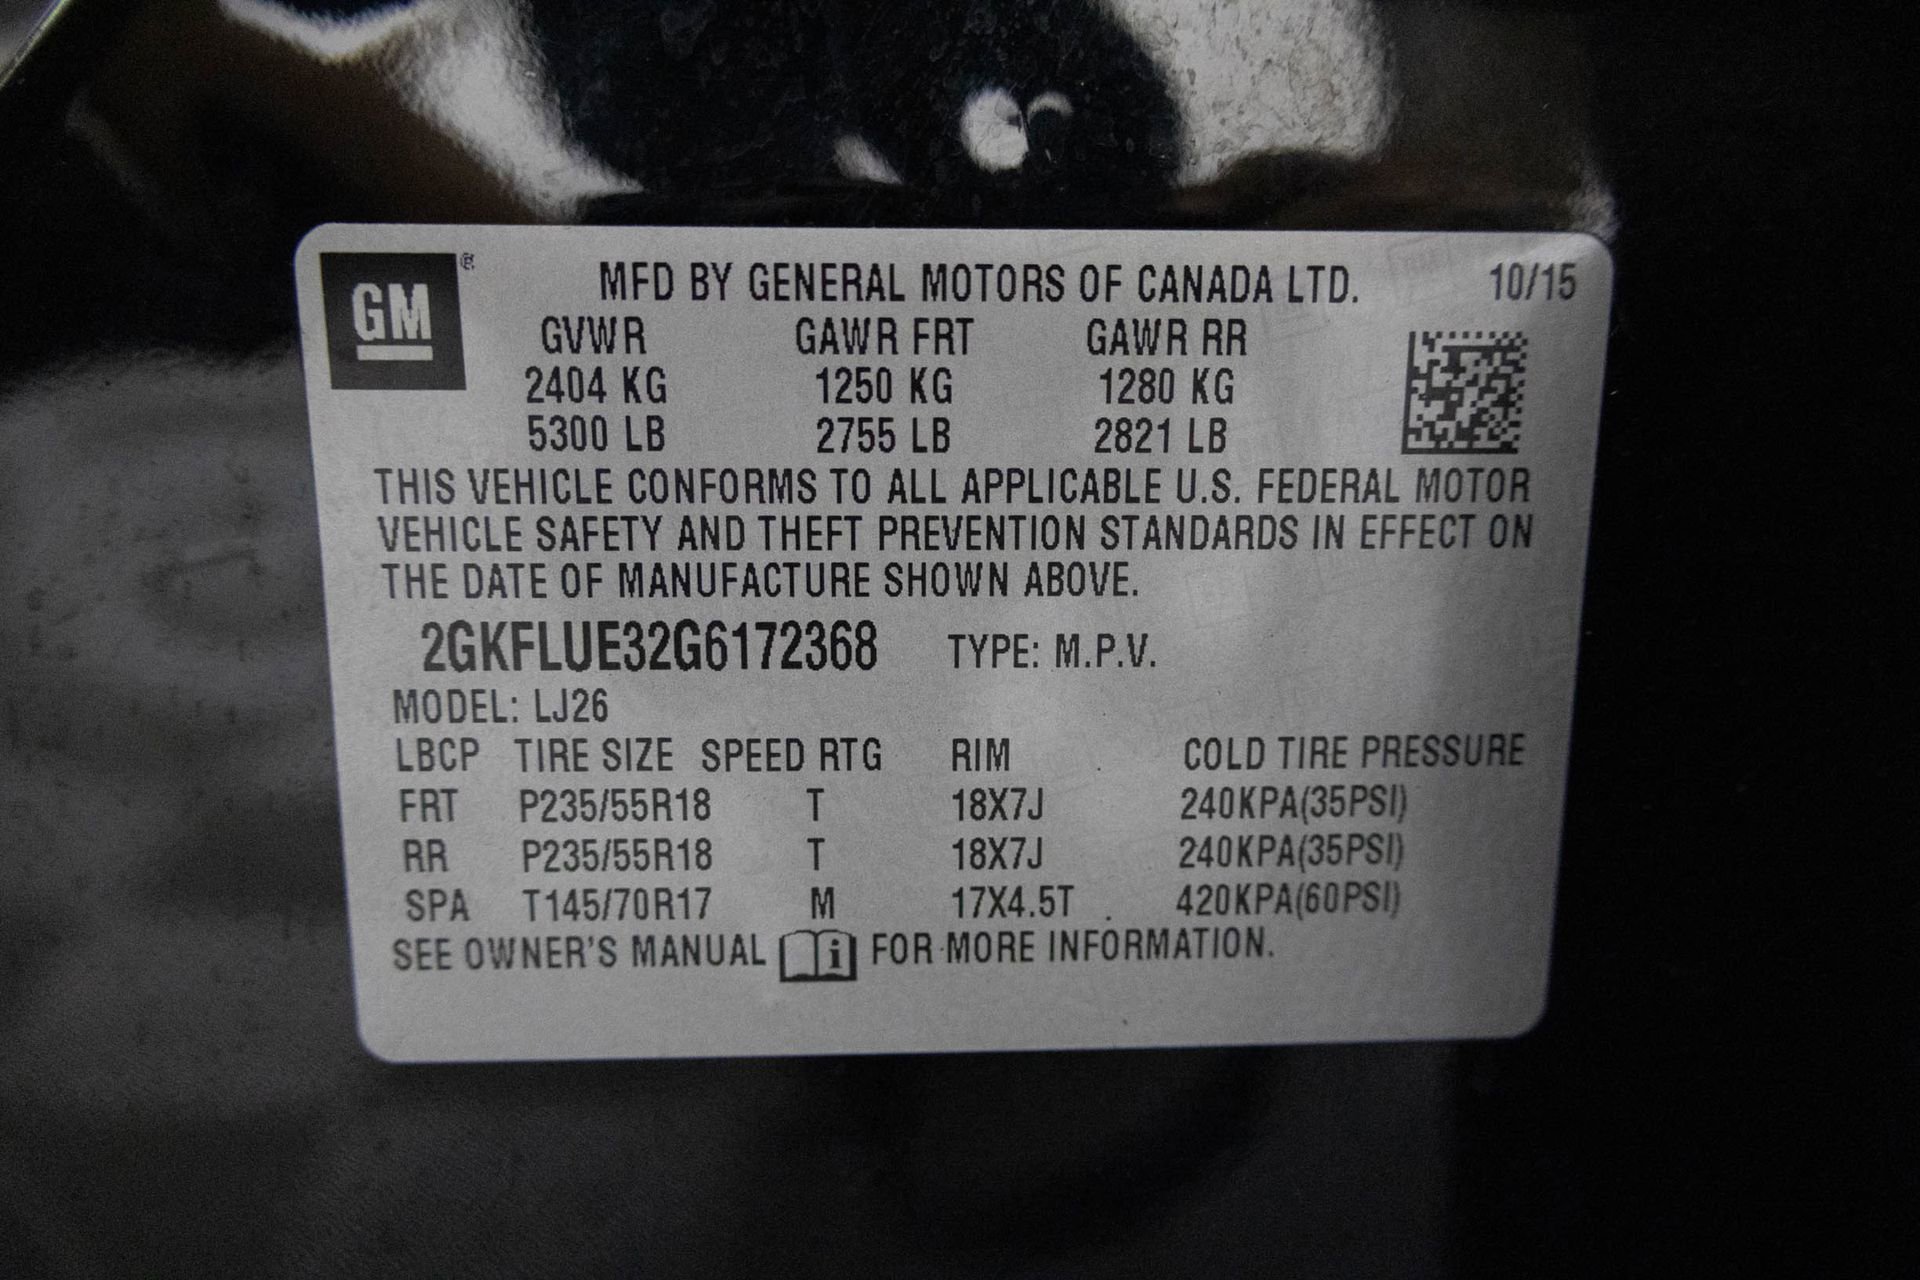 GM ®
MFD BY GENERAL MOTORS OF CANADA LTD. 10/15
GVWR GAWR FRT GAWR RR
2404 KG 1250 KG 1280 KG
5300 LB 2755 LB 2821 LB
THIS VEHICLE CONFORMS TO ALL APPLICABLE U.S. FEDERAL MOTOR
VEHICLE SAFETY AND THEFT PREVENTION STANDARDS IN EFFECT ON
THE DATE OF MANUFACTURE SHOWN ABOVE.
2GKFLUE32G6172368 TYPE: M.P.V.
MODEL: LJ26
LBCP TIRE SIZE SPEED RTG RIM COLD TIRE PRESSURE
FRT P235/55R18 T 18X7J 240KPA(35PSI)
RR P235/55R18 T 18X7J 240KPA(35PSI)
SPA T145/70R17 M 17X4.5T 420KPA(60PSI)
SEE OWNER'S MANUAL i FOR MORE INFORMATION.